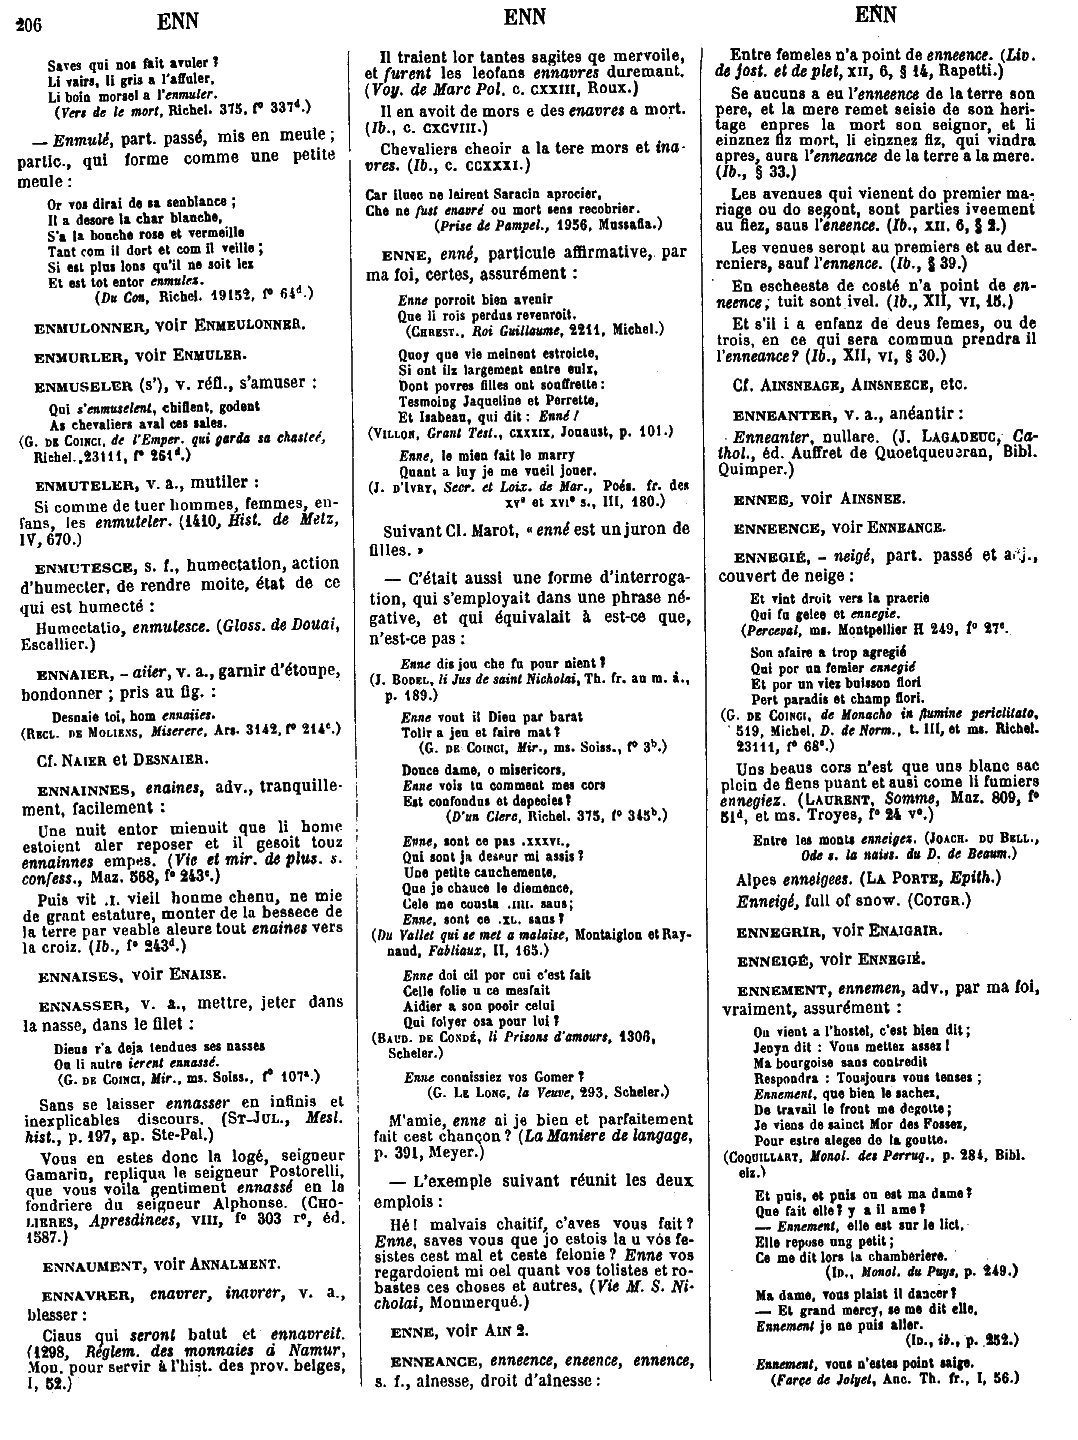 206
ENN
ENN
ENN
Saves qui nos fait avuler ?
Li vairs, li gris a l'affuler,
Li boin morsel a l'enmuler.
(Vers de le mort, Richel. 375, f° 337d.)
— Enmulé, part. passé, mis en meule ;
partic., qui forme comme une petite
meule :
Or vos dirai de sa senblance ;
Il a desore la char blanche,
S'a la bouche rose et vermeille
Tant com il dort et com il veille ;
Si est plus lons qu'il ne soit lez
Et est tot entor enmulez.
(Du Con, Richel. 19152, f° 64d.)
ENMULONNER, voir ENMEULONNER.
ENMURLER, voir ENMULER.
ENMUSELER (s'), v. réfl., s'amuser :
Qui s'enmuselent, chiflent, godent
As chevaliers aval ces sales.
(G. DE COINCI, de l'Emper. qui garda sa chasteé,
Richel. 23111, f° 261d.)
ENMUTELER, v. a., mutiler :
Si comme de tuer hommes, femmes, en-
fans, les enmuteler. (1410, Hist. de Metz,
IV, 670.)
ENMUTESCE, s. f., humectation, action
d'humecter, de rendre moite, état de ce
qui est humecté :
Humectatio, enmutesce. (Gloss. de Douai,
Escallier.)
ENNAIER, - aiier, v. a., garnir d'étoupe,
bondonner ; pris au fig. :
Desnaie toi, hom ennaiies.
(RECL. DE MOLIENS, Miserere, Ars. 3142, f° 214c.)
Cf. NAIER et DESNAIER.
ENNAINNES, enaines, adv., tranquille-
ment, facilement :
Une nuit entor mienuit que li home
estoient aler reposer et il gesoit touz
ennainnes empes. (Vie et mir. de plus. s.
confess., Maz. 568, f° 243c.)
Puis vit .I. vieil honme chenu, ne mie
de grant estature, monter de la bessece de
la terre par veable aleure tout enaines vers
la croiz. (Ib., f° 243d.)
ENNAISES, voir ENAISE.
ENNASSER, v. a., mettre, jeter dans
la nasse, dans le filet :
Diens r'a deja tendues ses nasses
Ou li autre ierent ennassé.
(G. DE COINCI, Mir., ms. Soiss., f° 107a.)
Sans se laisser ennasser en infinis et
inexplicables discours. (ST-JUL., Mesl.
hist., p. 197, ap. Ste-Pal.)
Vous en estes donc la logé, seigneur
Gamarin, repliqua le seigneur Postorelli,
que vous voila gentiment ennassé en la
fondriere du seigneur Alphonse. (CHO-
LIERES, Apresdinees, VIII, f° 303 r°, éd.
1587.)
ENNAUMENT, voir ANNALMENT.
ENNAVRER, enavrer, inavrer, v. a.,
blesser :
Ciaus qui seront batut et ennavreit.
(1298, Réglem. des monnaies à Namur,
Mon. pour servir à l'hist. des prov. belges,
I, 52.)
Il traient lor tantes sagites qe mervoile,
et furent les leofans ennavres duremant.
(Voy. de Marc Pol, c. CXXIII, Roux.)
Il en avoit de mors e des enavres a mort.
(Ib., c. CXCVIII.)
Chevaliers cheoir a la tere mors et ina-
vres. (Ib., c. CCXXXI.)
Car iluec ne lairent Saracin aprocier,
Che ne fust enavré ou mort sens recobrier.
(Prise de Pampel., 1956, Mussafia.)
ENNE, enné, particule affirmative, par
ma foi, certes, assurément :
Enne porroit bien avenir
Que li rois perdus revenroit.
(CHREST., Roi Guillaume, 2211, Michel.)
Quoy que vie meinent estroicte,
Si ont ilz largement entre eulx,
Dont povres filles ont souffrette :
Tesmoing Jaqueline et Perrette,
Et Isabeau, qui dit : Enné !
(VILLON, Grant Test., CXXXIX, Jouaust, p. 101.)
Enne, le mien fait le marry
Quant a luy je me vueil jouer.
(J. D'IVRY, Secr. et Loix. de Mar., Poés. fr. des
XVe et XVIe s., III, 180.)
Suivant Cl. Marot, « enné est un juron de
filles. »
— C'était aussi une forme d'interroga-
tion, qui s'employait dans une phrase né-
gative, et qui équivalait à est-ce que,
n'est-ce pas :
Enne dis jou che fu pour nient ?
(J. BODEL, li Jus de saint Nicholai, Th. fr. au m. â.,
p. 189.)
Enne vout il Dieu par barat
Tolir a jeu et faire mat ?
(G. DE COINCI, Mir., ms. Soiss., f° 3b.)
Douce dame, o misericors,
Enne vois tu comment mes cors
Est confondus et depecies ?
(D'un Clerc, Richel. 375, f° 345b.)
Enne, sont ce pas .XXXVI.,
Qui sont ja deseur mi assis ?
Une petite cauchemente,
Que je chauce le diemence,
Cele me cousta .IIII. saus;
Enne, sont ce .XL. saus ?
(Du Vallet qui se met a malaise, Montaiglon et Ray-
naud, Fabliaux, II, 165.)
Enne doi cil por cui c'est fait
Celle folie u ce mesfait
Aidier a son pooir celui
Qui folyer osa pour lui ?
(BAUD. DE CONDÉ, li Prisons d'amours, 1306,
Scheler.)
Enne connissiez vos Gomer ?
(G. LE LONG, la Veuve, 293, Scheler.)
M'amie, enne ai je bien et parfaitement
fait cest chançon ? (La Maniere de langage,
p. 391, Meyer.)
— L'exemple suivant réunit les deux
emplois :
Hé ! malvais chaitif, c'aves vous fait ?
Enne, saves vous que jo estois la u vos fe-
sistes cest mal et ceste felonie ? Enne vos
regardoient mi oel quant vos tolistes et ro-
bastes ces choses et autres. (Vie M. S. Ni-
cholai, Monmerqué.)
ENNE, voir AIN 2.
ENNEANCE, enneence, eneence, ennence,
s. f., aînesse, droit d'aînesse :
Entre femeles n'a point de enneence. (Liv.
de jost. et de plet, XII, 6, § 14, Rapetti.)
Se aucuns a eu l'enneence de la terre son
pere, et la mere remet seisie de son heri-
tage enpres la mort son seignor, et li
einznez fiz mort, li einznez fiz, qui vindra
apres, aura l'enneance de la terre a la mere.
(Ib., § 33.)
Les avenues qui vienent do premier ma-
riage ou do segont, sont parties iveement
au fiez, saus l'eneence. (Ib., XII, 6, § 2.)
Les venues seront au premiers et au der-
reniers, sauf l'ennence. (Ib., § 39.)
En escheeste de costé n'a point de en-
neence; tuit sont ivel. (Ib., XII, VI, 15.)
Et s'il i a enfanz de deus femes, ou de
trois, en ce qui sera commun prendra il
l'enneance ? (Ib., XII, VI, § 30.)
Cf. AINSNEAGE, AINSNEECE, etc.
ENNEANTER, v. a., anéantir :
Enneanter, nullare. (J. LAGADEUC, Ca-
thol., éd. Auffret de Quoetqueueran, Bibl.
Quimper.)
ENNEE, voir AINSNEE.
ENNEENCE, voir ENNEANCE.
ENNEGIÉ, - neigé, part. passé et adj.,
couvert de neige :
Et vint droit vers la praerie
Qui fu gelee et ennegie.
(Perceval, ms. Montpellier H 249, f° 27c.
Son afaire a trop agregié
Qui por un femier ennegié
Et por un viez buisson flori
Pert paradis et champ flori.
(G. DE COINCI, de Monacho in flumine periclitato,
519, Michel, D. de Norm., t. III, et ms. Richel.
23111, f° 68c.)
Uns beaus cors n'est que uns blanc sac
plein de fiens puant et ausi come li fumiers
ennegiez. (LAURENT, Somme, Maz. 809, f°
51d, et ms. Troyes, f° 24 v°.)
Entre les monts enneigez. (JOACH. DU BELL.,
Ode s. la naiss. du D. de Beaum.)
Alpes enneigees. (LA PORTE, Epith.)
Enneigé, full of snow. (COTGR.)
ENNEGRIR, voir ENAIGRIR.
ENNEIGÉ, voir ENNEGIÉ.
ENNEMENT, ennemen, adv., par ma foi,
vraiment, assurément :
On vient a l'hostel, c'est bien dit ;
Jenyn dit : Vous mettez assez !
Ma bourgoise sans contredit
Respondra : Tousjours vous tenses ;
Ennement, que bien le sachez,
De travail le front me degotte ;
Je viens de sainct Mor des Fossez,
Pour estre alegee de la goutte.
(COQUILLART, Monol. des Perruq., p. 284, Bibl.
elz.)
Et puis, et puis on est ma dame ?
Que fait elle ? y a il ame ?
— Ennement, elle est sur le lict,
Elle repose ung petit ;
Ce me dit lors la chamberiere.
(ID., Monol. du Puys, p. 249.)
Ma dame, vous plaist il dancer ?
— Et grand mercy, se me dit elle,
Ennement je ne puis aller.
(ID., ib., p. 252.)
Ennement, vous n'estes point saige.
(Farçe de Jolyet, Anc. Th. fr., I, 56.)